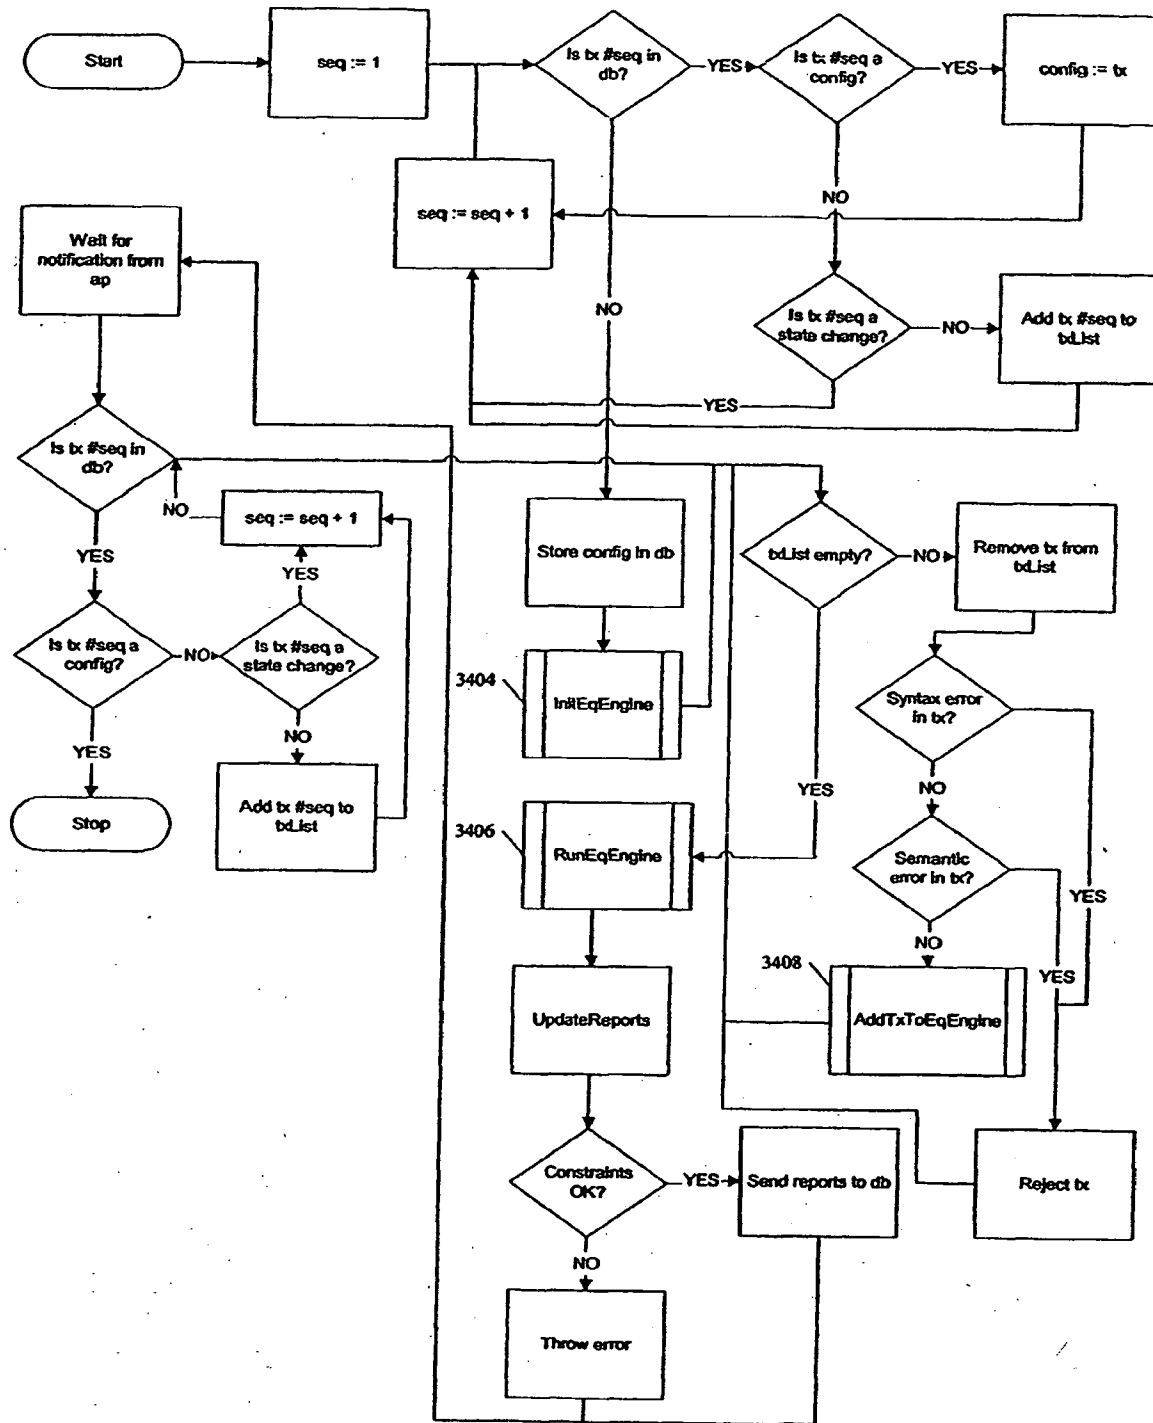 Start
seq := 1
Is tx #seq in
db?
YES
Is tx #seq a
config?
YES
config := tx
NO
seq := seq + 1
Wait for
notification from
ap
NO
Is tx #seq a
state change?
NO
Add tx #seq to
txList
YES
Is tx #seq in
db?
NO
seq := seq + 1
YES
YES
Is tx #seq a
config?
NO
Is tx #seq a
state change?
YES
NO
Stop
Add tx #seq to
txList
Store config in db
txList empty?
NO
Remove tx from
txList
3404
InitEqEngine
Syntax error
in tx?
YES
NO
3406
RunEqEngine
Semantic
error in tx?
YES
NO
YES
3408
AddTxToEqEngine
UpdateReports
Constraints
OK?
YES
Send reports to db
Reject tx
NO
Throw error